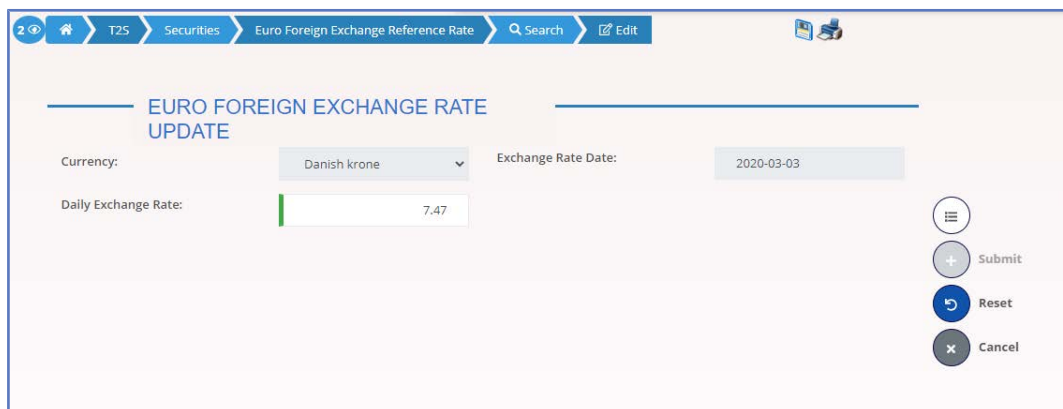 2 T2S Securities Euro Foreign Exchange Reference Rate Search Edit
EURO FOREIGN EXCHANGE RATE
UPDATE
Currency: Danish krone Exchange Rate Date: 2020-03-03
Daily Exchange Rate: 7.47
Submit
Reset
Cancel